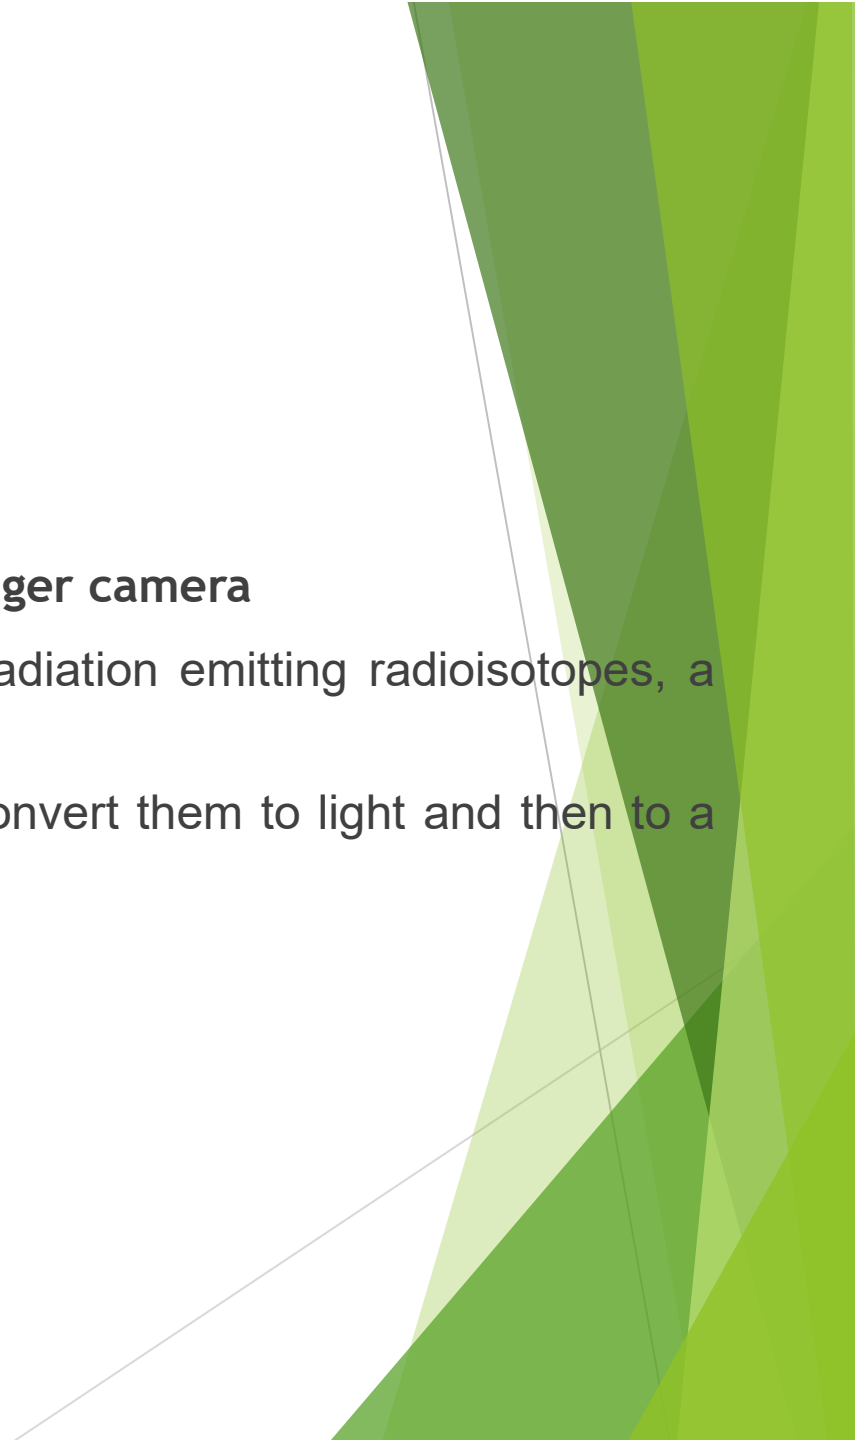 ger camera
adiation emitting radioisotopes, a
onvert them to light and then to a